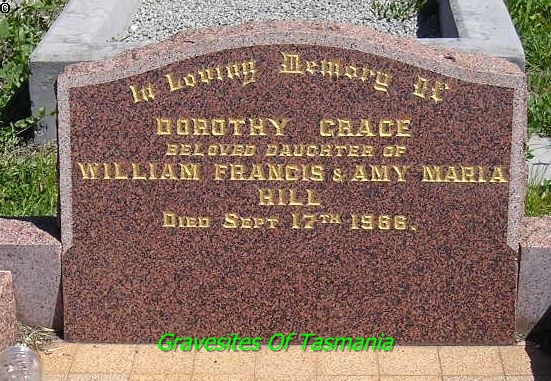 In Loving Memory Of
DOROTHY GRACE
BELOVED DAUGHTER OF
WILLIAM FRANCIS & AMY MARIA
HILL
DIED SEPT 17TH 1966.
Gravesites Of Tasmania